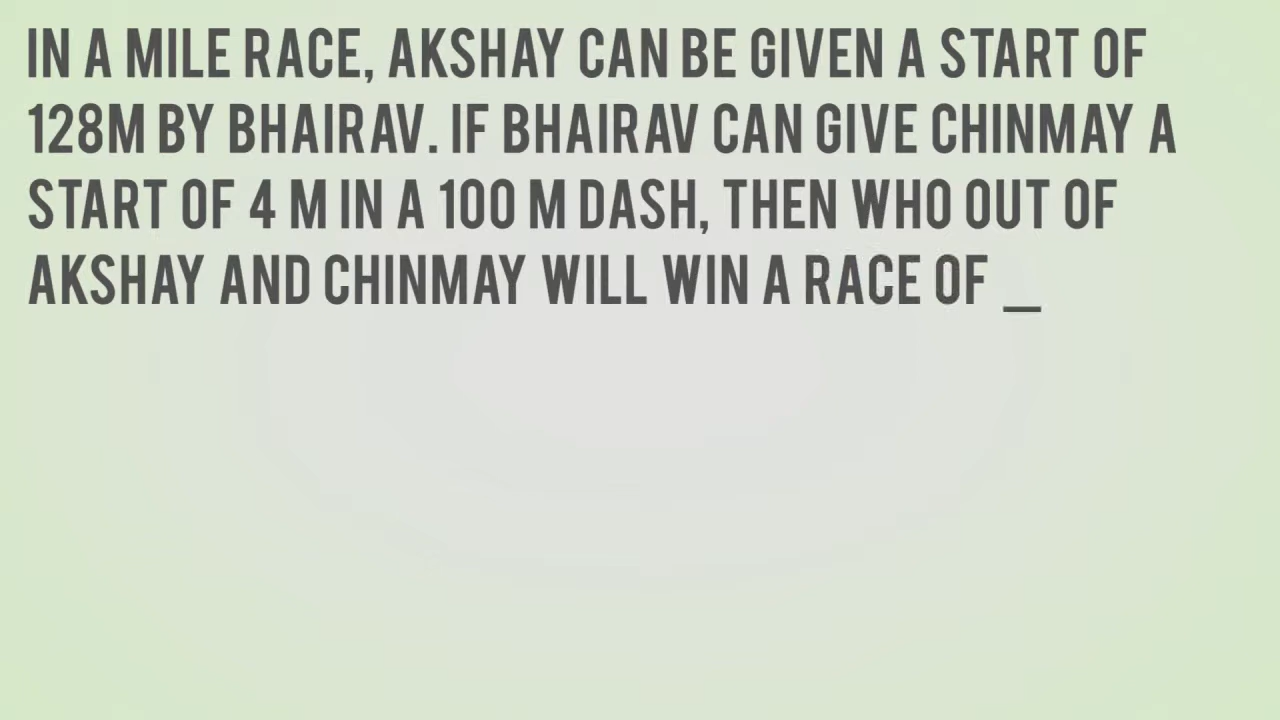 IN A MILE RACE, AKSHAY CAN BE GIVEN A START OF
128M BY BHAIRAV. IF BHAIRAV CAN GIVE CHINMAY A
START OF 4 M IN A 100 M DASH, THEN WHO OUT OF
AKSHAY AND CHINMAY WILL WIN A RACE OF _